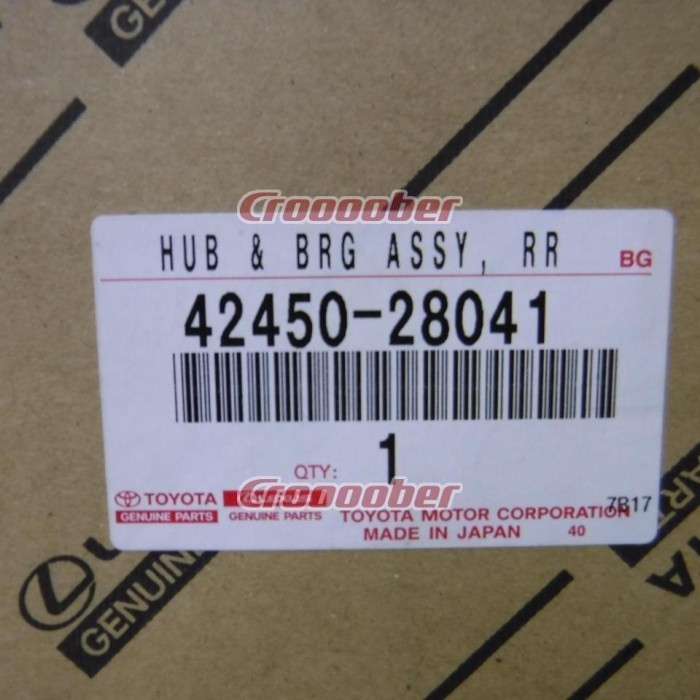 GENUINE
Croooober
HUB & BRG ASSY, RR
BG
42450-28041
QTY: 1
TOYOTA
GENUINE PARTS
GENUINE PARTS
Croooober
TOYOTA MOTOR CORPORATION
7B17
MADE IN JAPAN
40
GENUINE
Croooober